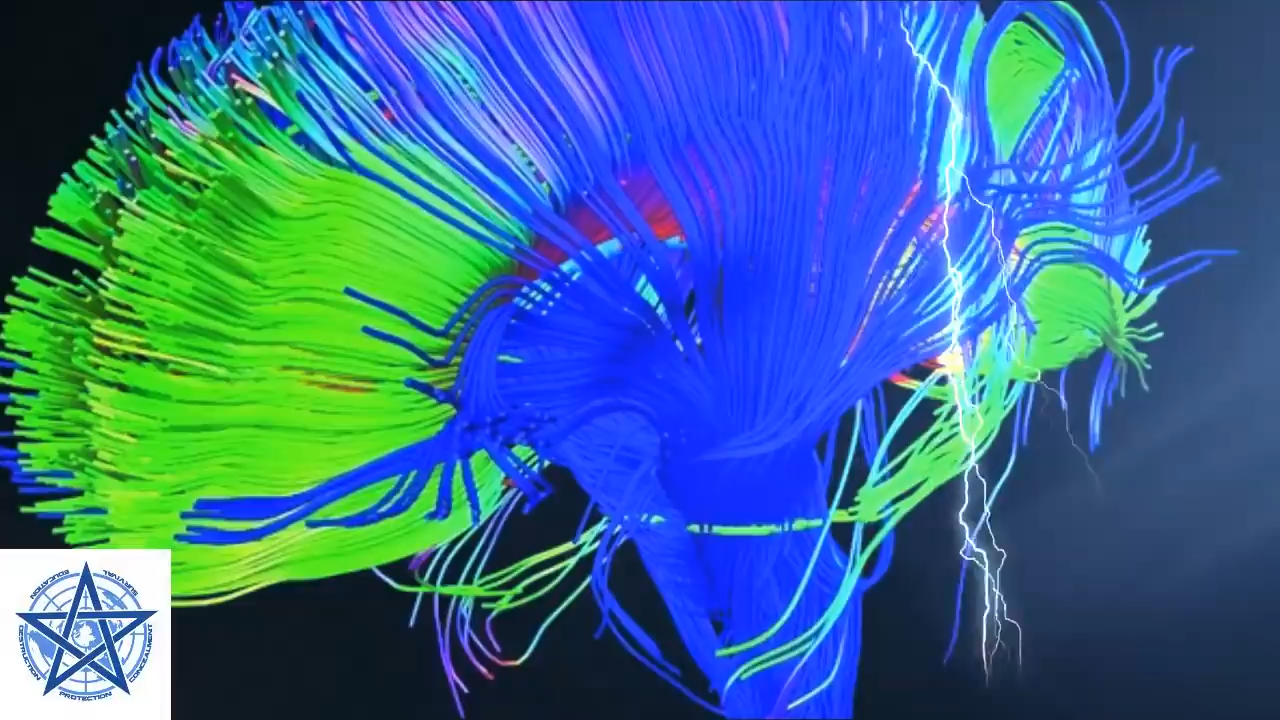 EDUCATION
SURVIVAL
DESTRUCTION
CONCEALMENT
PROTECTION